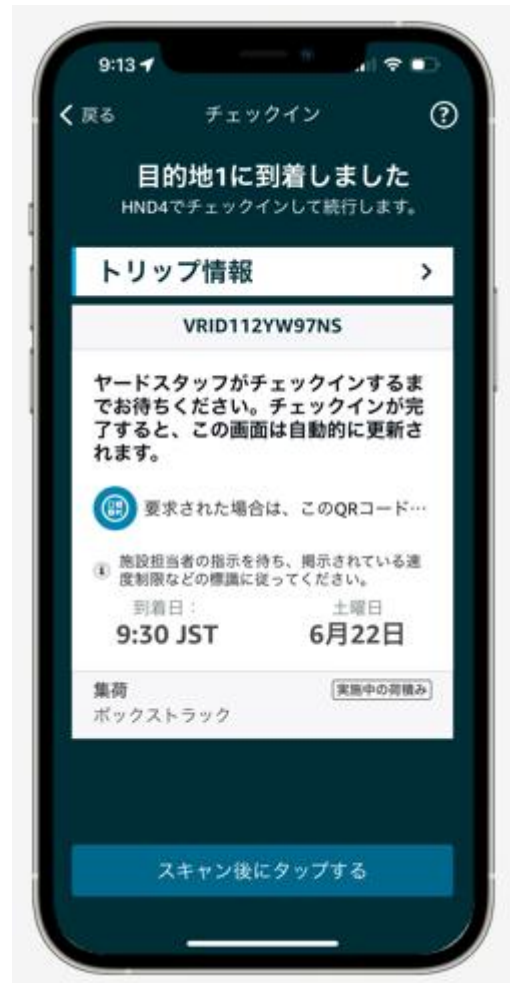 9:13
戻る
チェックイン
目的地1に到着しました
HND4でチェックインして続行します。
トリップ情報
VRID112YW97NS
ヤードスタッフがチェックインするま
でお待ちください。チェックインが完
了すると、この画面は自動的に更新さ
れます。
要求された場合は、このQRコード…
施設担当者の指示を待ち、掲示されている速
度制限などの標識に従ってください。
到着日： 土曜日
9:30 JST 6月22日
集荷 実施中の荷積み
ボックストラック
スキャン後にタップする